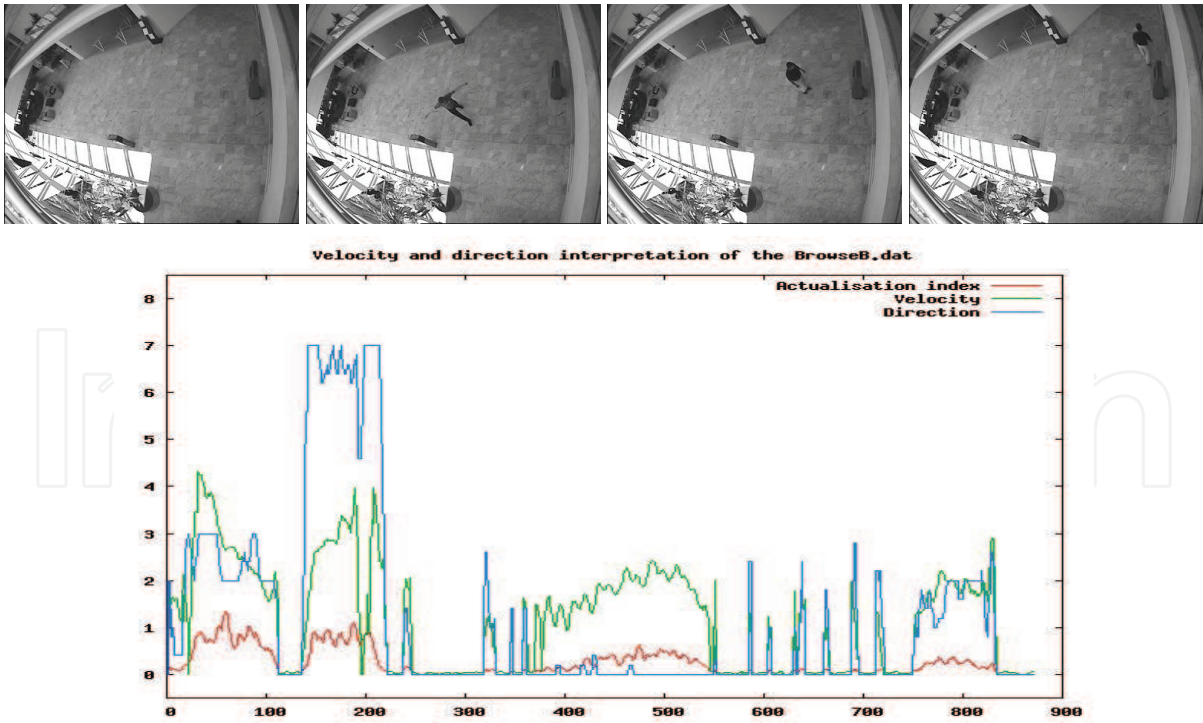 Velocity and direction interpretation of the BrowseB.dat
Actualisation index
Velocity
Direction
8
7
6
5
4
3
2
1
0
0 100 200 300 400 500 600 700 800 900